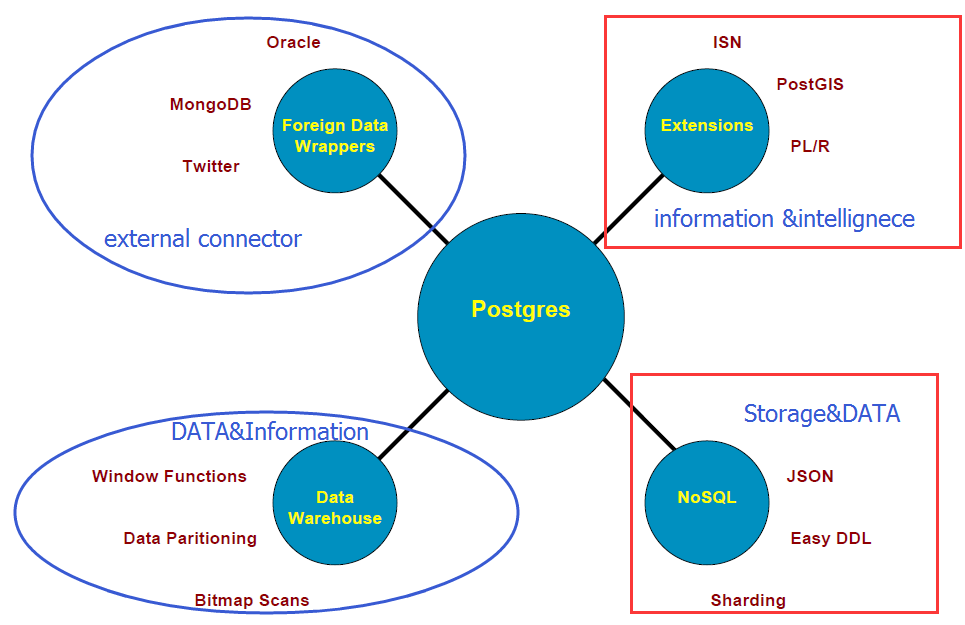 Oracle
MongoDB
Foreign Data
Wrappers
Twitter
external connector
ISN
PostGIS
Extensions
PL/R
information &intellignece
Postgres
DATA&Information
Window Functions
Data
Warehouse
Data Paritioning
Bitmap Scans
Storage&DATA
JSON
NoSQL
Easy DDL
Sharding